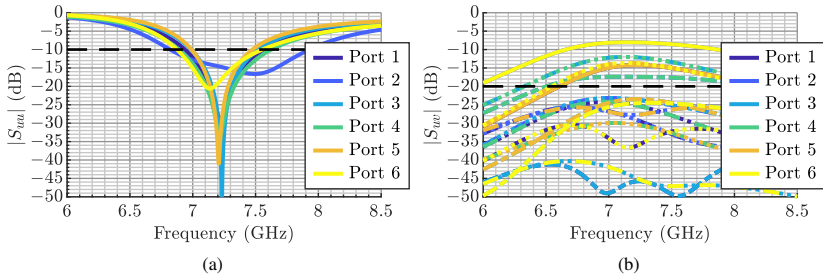 0
−5
−10
−15
−20
−25
−30
−35
−40
−45
−50
|S_uu| (dB)
6
6.5
7
7.5
8
8.5
Frequency (GHz)
Port 1
Port 2
Port 3
Port 4
Port 5
Port 6
(a)
0
−5
−10
−15
−20
−25
−30
−35
−40
−45
−50
|S_uv| (dB)
6
6.5
7
7.5
8
8.5
Frequency (GHz)
Port 1
Port 2
Port 3
Port 4
Port 5
Port 6
(b)